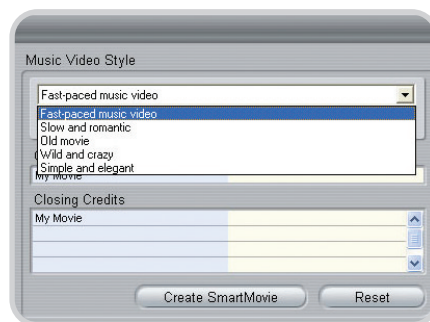 Music Video Style
Fast-paced music video
Fast-paced music video
Slow and romantic
Old movie
Wild and crazy
Simple and elegant
My Movie
Closing Credits
My Movie
Create SmartMovie
Reset